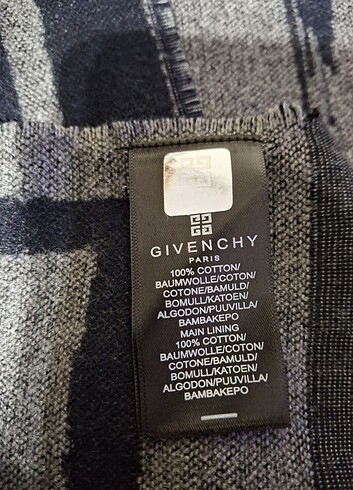 GIVENCHY
PARIS
100% COTTON/
BAUMWOLLE/COTON/
COTONE/BAMULD/
BOMULL/KATOEN/
ALGODON/PUUVILLA/
BAMBAKEPO
MAIN LINING
100% COTTON/
BAUMWOLLE/COTON/
COTONE/BAMULD/
BOMULL/KATOEN/
ALGODON/PUUVILLA/
BAMBAKEPO